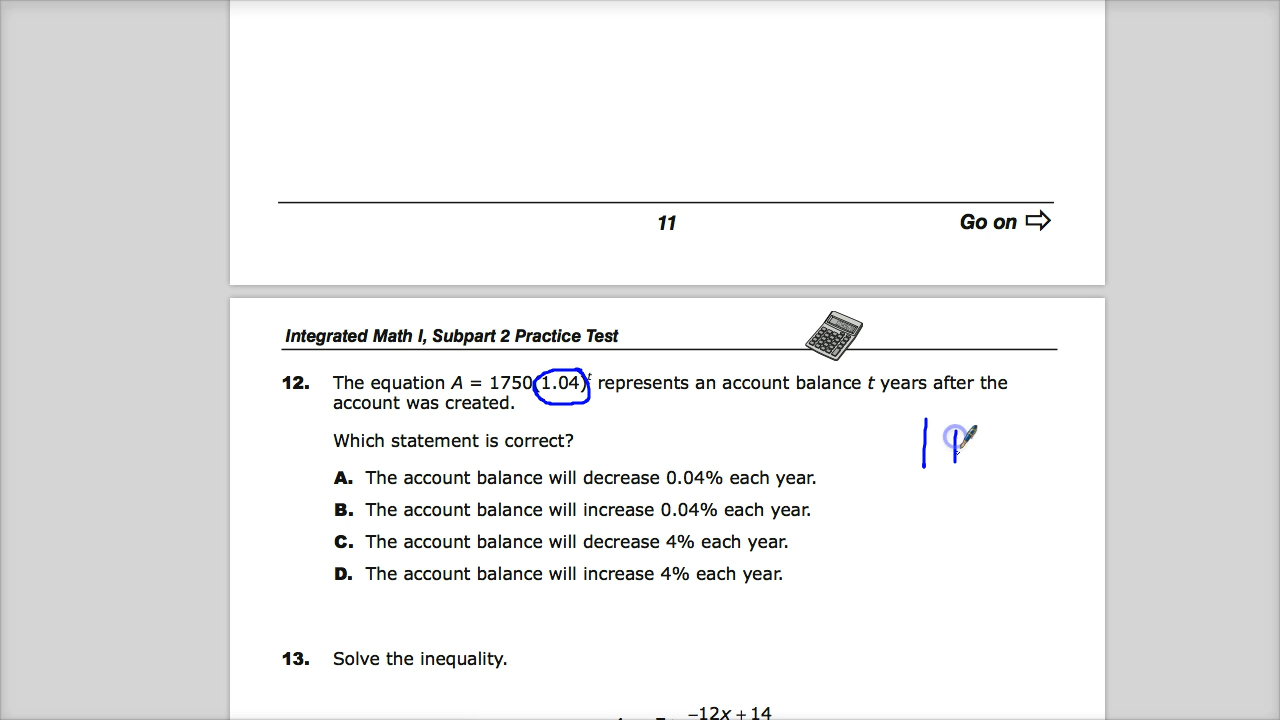 11
Go on
Integrated Math I, Subpart 2 Practice Test
12. The equation A = 1750(1.04)^t represents an account balance t years after the
account was created.
Which statement is correct?
A. The account balance will decrease 0.04% each year.
B. The account balance will increase 0.04% each year.
C. The account balance will decrease 4% each year.
D. The account balance will increase 4% each year.
13. Solve the inequality.
−12x + 14